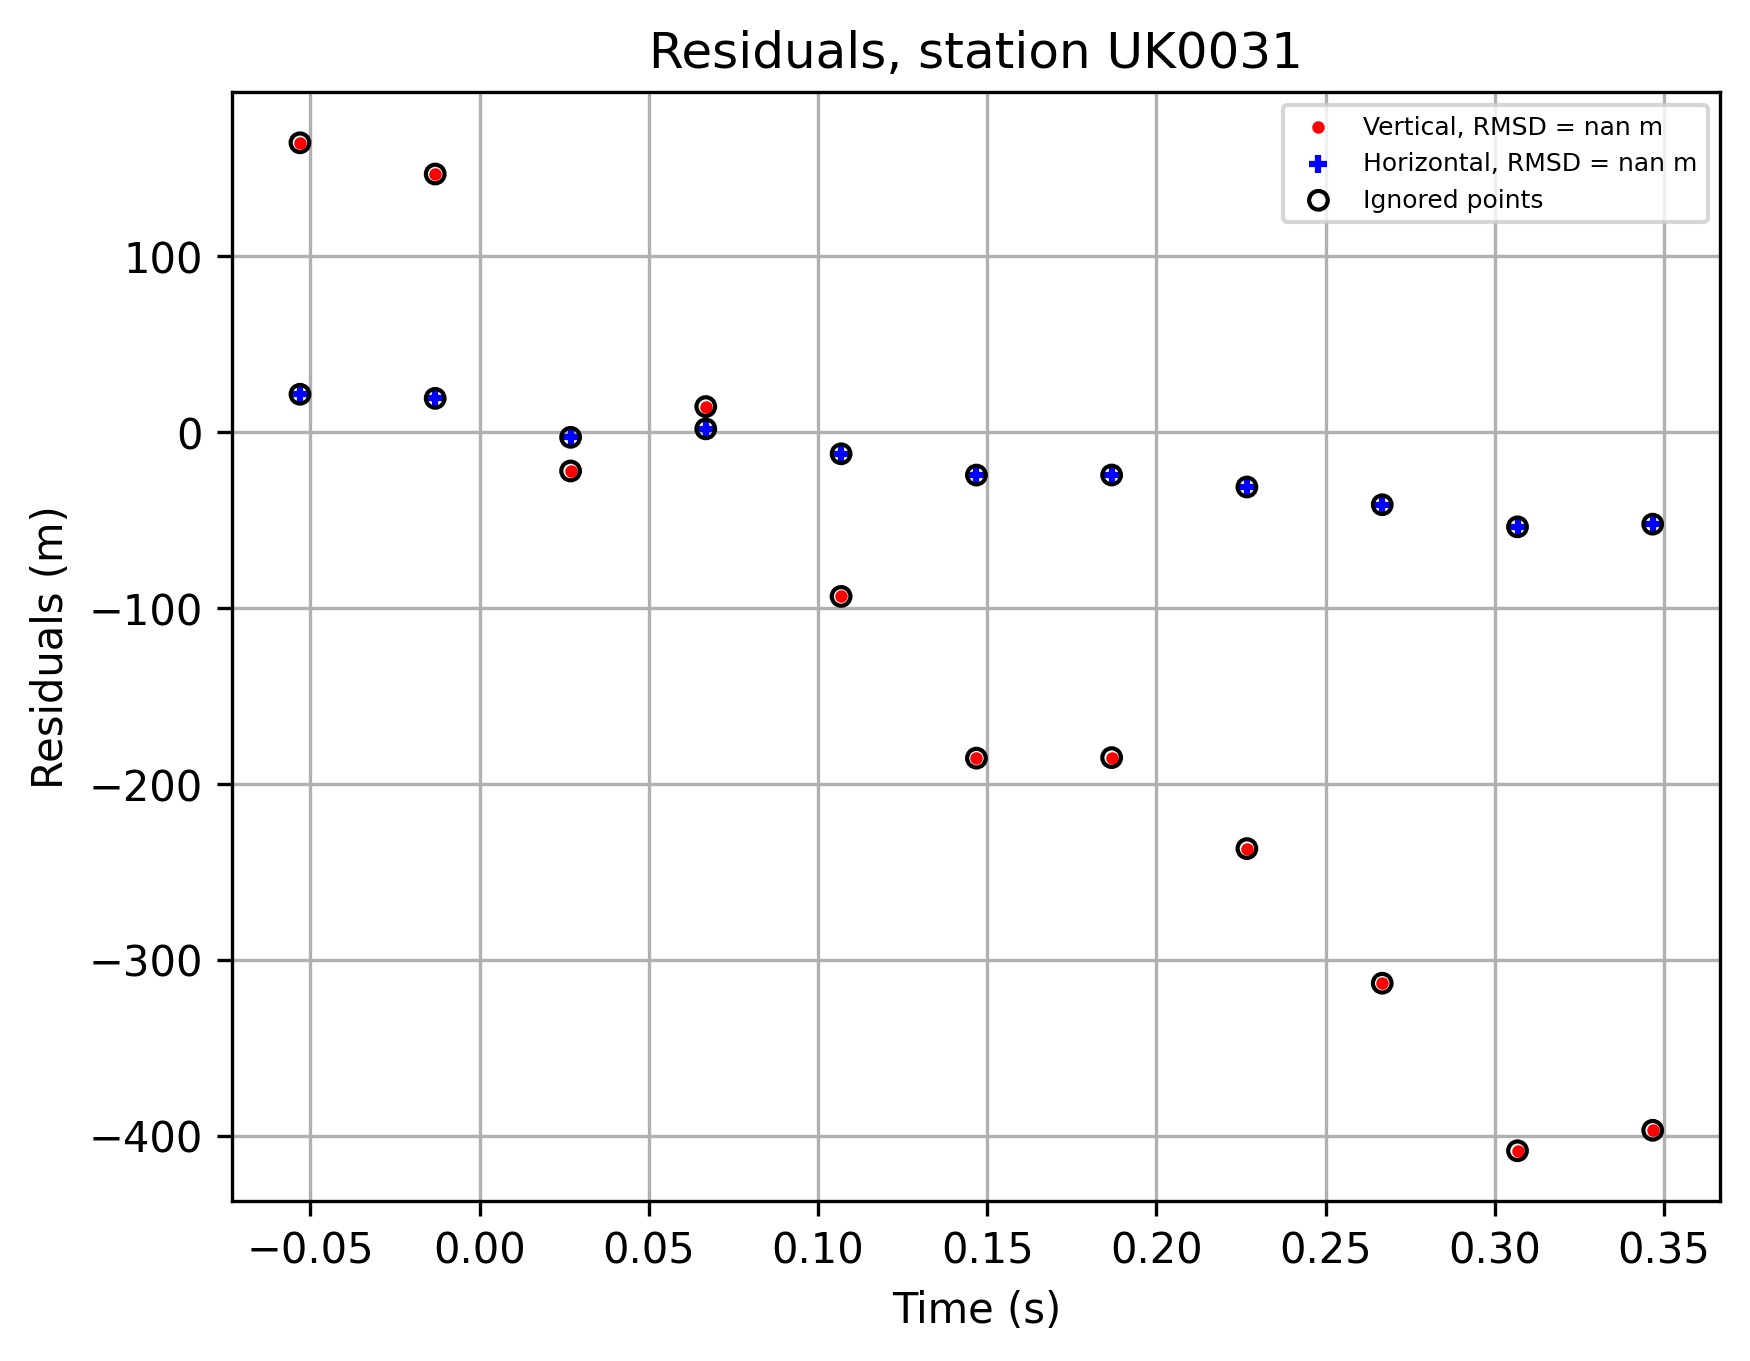 Residuals, station UK0031
Vertical, RMSD = nan m
Horizontal, RMSD = nan m
Ignored points
Residuals (m)
100
0
−100
−200
−300
−400
−0.05 0.00 0.05 0.10 0.15 0.20 0.25 0.30 0.35
Time (s)